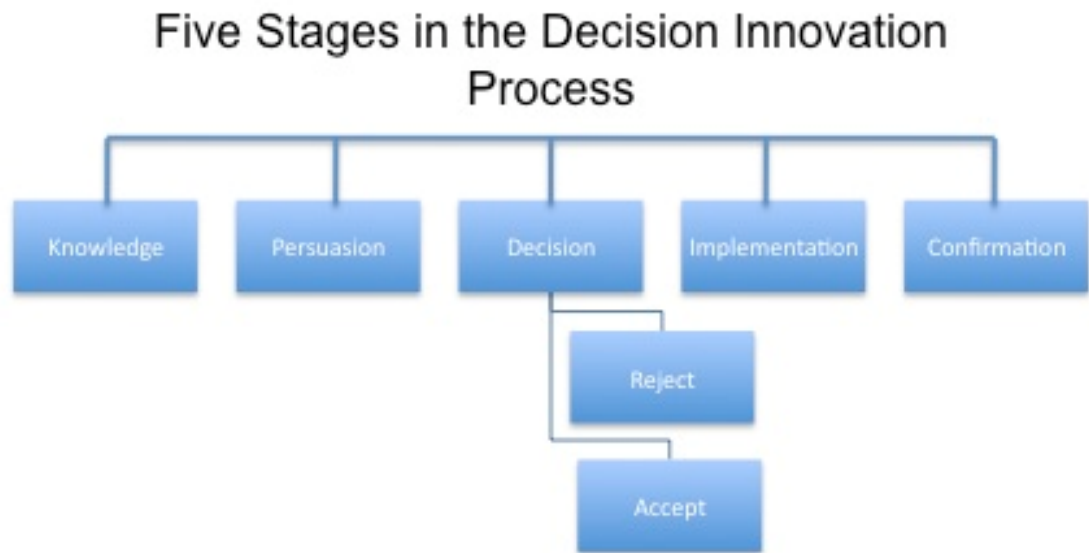 Five Stages in the Decision Innovation
Process
Knowledge
Persuasion
Decision
Implementation
Confirmation
Reject
Accept